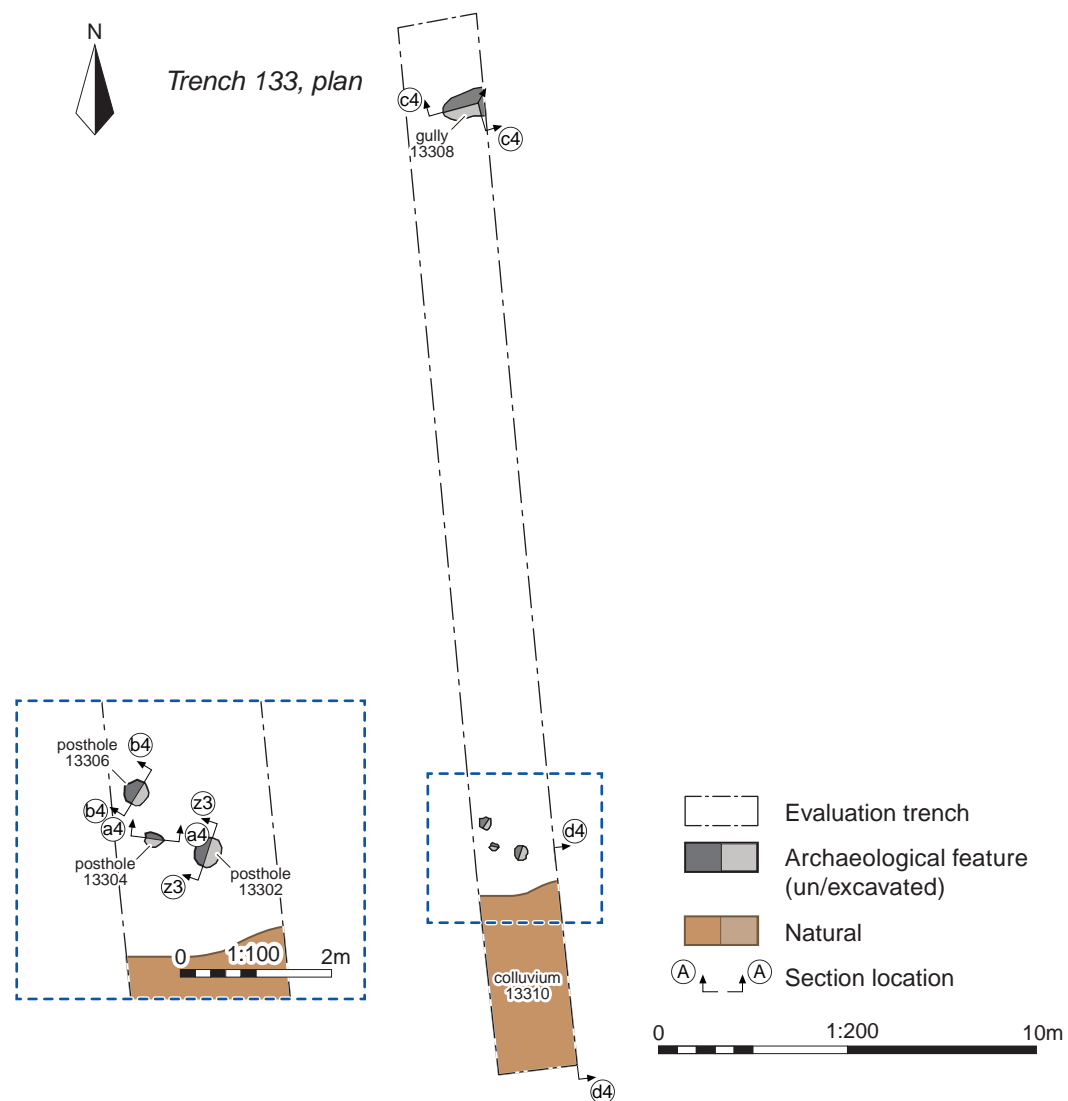 N
Trench 133, plan
c4
gully
13308
c4
posthole
13306
b4
b4
z3
a4
a4
posthole
13304
z3
posthole
13302
0 1:100 2m
d4
colluvium
13310
d4
Evaluation trench
Archaeological feature
(un/excavated)
Natural
A A Section location
0 1:200 10m